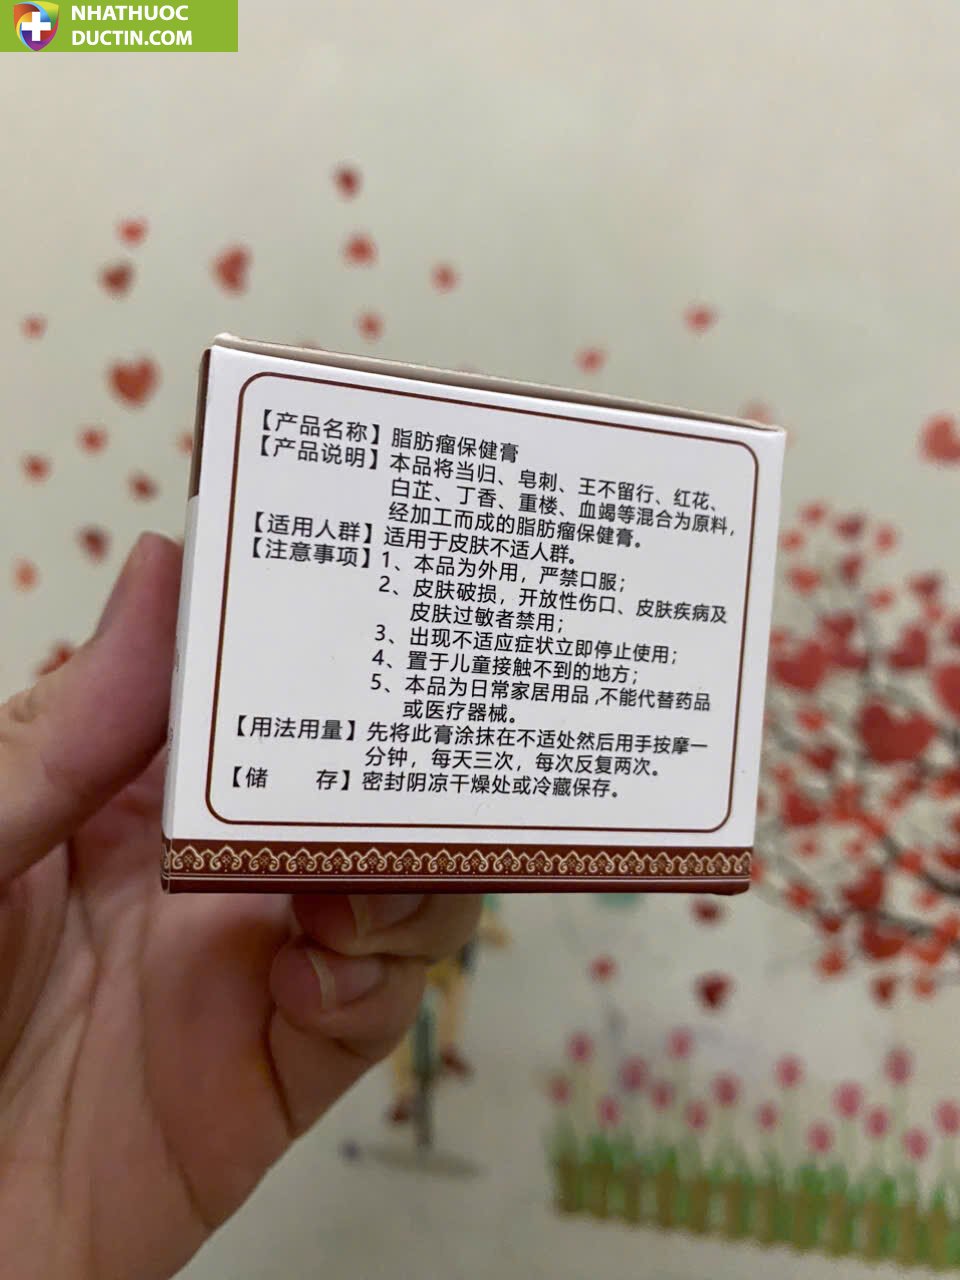 NHATHUOC
DUCTIN.COM
【产品名称】脂肪瘤保健膏
【产品说明】本品将当归、皂刺、王不留行、红花、
白芷、丁香、重楼、血竭等混合为原料，
经加工而成的脂肪瘤保健膏。
【适用人群】适用于皮肤不适人群。
【注意事项】1、本品为外用，严禁口服；
2、皮肤破损，开放性伤口、皮肤疾病及
皮肤过敏者禁用；
3、出现不适应症状立即停止使用；
4、置于儿童接触不到的地方；
5、本品为日常家居用品,不能代替药品
或医疗器械。
【用法用量】先将此膏涂抹在不适处然后用手按摩一
分钟，每天三次，每次反复两次。
【储　　存】密封阴凉干燥处或冷藏保存。